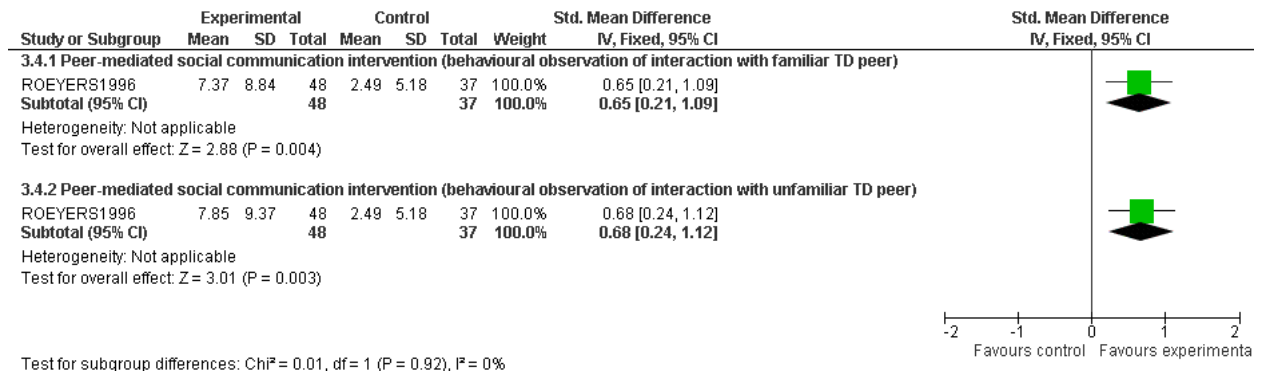 Experimental Control Std. Mean Difference Std. Mean Difference
Study or Subgroup Mean SD Total Mean SD Total Weight IV, Fixed, 95% CI IV, Fixed, 95% CI
3.4.1 Peer-mediated social communication intervention (behavioural observation of interaction with familiar TD peer)
ROEYERS1996 7.37 8.84 48 2.49 5.18 37 100.0% 0.65 [0.21, 1.09]
Subtotal (95% CI) 48 37 100.0% 0.65 [0.21, 1.09]
Heterogeneity: Not applicable
Test for overall effect: Z = 2.88 (P = 0.004)
3.4.2 Peer-mediated social communication intervention (behavioural observation of interaction with unfamiliar TD peer)
ROEYERS1996 7.85 9.37 48 2.49 5.18 37 100.0% 0.68 [0.24, 1.12]
Subtotal (95% CI) 48 37 100.0% 0.68 [0.24, 1.12]
Heterogeneity: Not applicable
Test for overall effect: Z = 3.01 (P = 0.003)
-2 -1 0 1 2
Favours control Favours experimenta
Test for subgroup differences: Chi² = 0.01, df = 1 (P = 0.92), I² = 0%